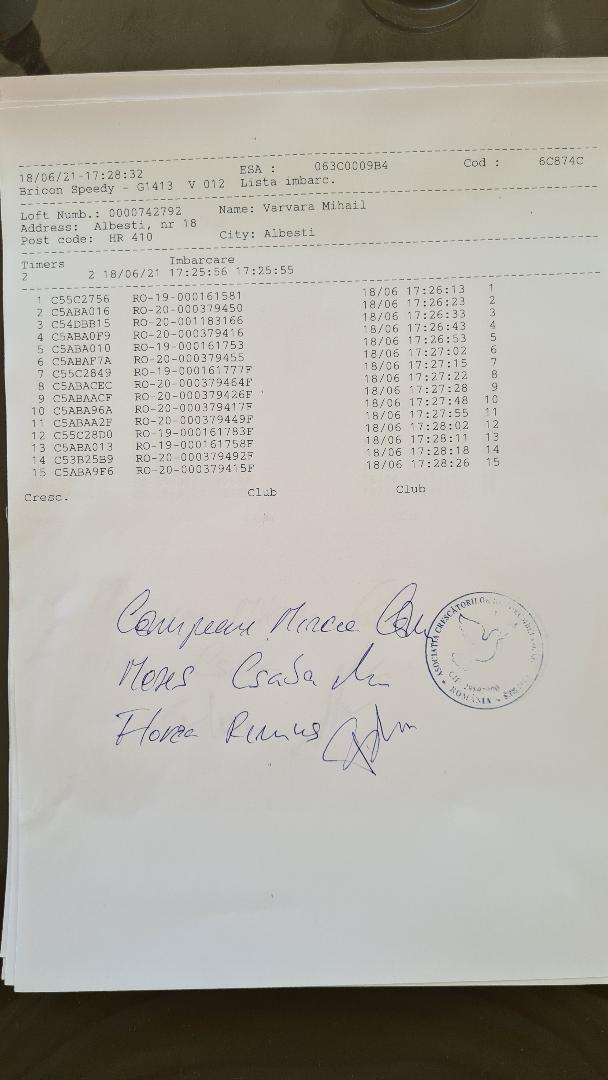 18/06/21-17:28:32 ESA : 063C0009B4 Cod : 6C874C
Bricon Speedy - G1413 V 012 Lista imbarc.
Loft Numb.: 0000742792 Name: Varvara Mihail
Address: Albesti, nr 18
Post code: HR 410 City: Albesti
Timers Imbarcare
2 2 18/06/21 17:25:56 17:25:55
1 C55C2756 RO-19-000161581 18/06 17:26:13 1
2 C5ABA016 RO-20-000379450 18/06 17:26:23 2
3 C54DBB15 RO-20-001183166 18/06 17:26:33 3
4 C5ABA0F9 RO-20-000379416 18/06 17:26:43 4
5 C5ABA010 RO-19-000161753 18/06 17:26:53 5
6 C5ABAF7A RO-20-000379455 18/06 17:27:02 6
7 C55C2849 RO-19-000161777F 18/06 17:27:15 7
8 C5ABACEC RO-20-000379464F 18/06 17:27:22 8
9 C5ABAACF RO-20-000379426F 18/06 17:27:28 9
10 C5ABA96A RO-20-000379417F 18/06 17:27:48 10
11 C5ABAA2F RO-20-000379449F 18/06 17:27:55 11
12 C55C28D0 RO-19-000161783F 18/06 17:28:02 12
13 C5ABA013 RO-19-000161758F 18/06 17:28:11 13
14 C53B25B9 RO-20-000379492F 18/06 17:28:18 14
15 C5ABA9F6 RO-20-000379415F 18/06 17:28:26 15
Cresc. Club Club
Campean Mircea
Moses Csaba
Florea Remus
ASOCIATIA CRESCĂTORILOR
ROMÂNIA